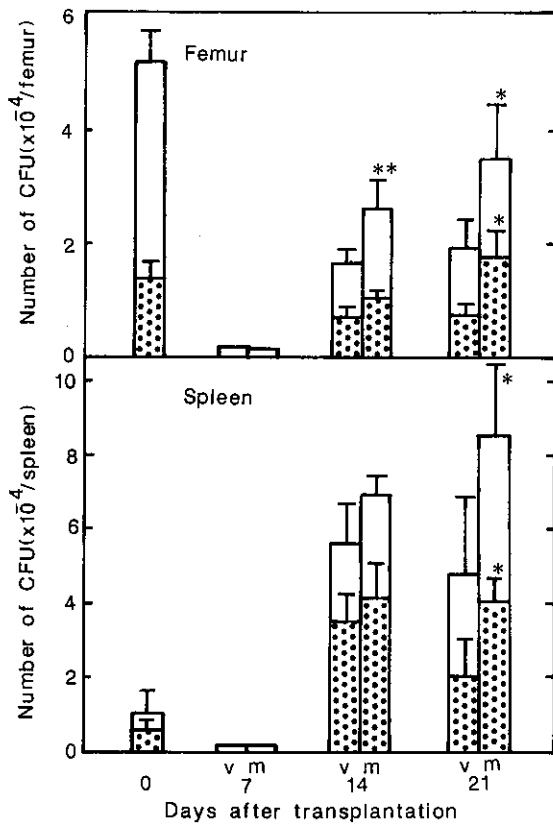 6
Femur
4
2
0
Number of CFU(x10⁻⁴/femur)
**
*
*
10
Spleen
8
6
4
2
0
Number of CFU(x10⁻⁴/spleen)
*
*
v m v m v m
0 7 14 21
Days after transplantation